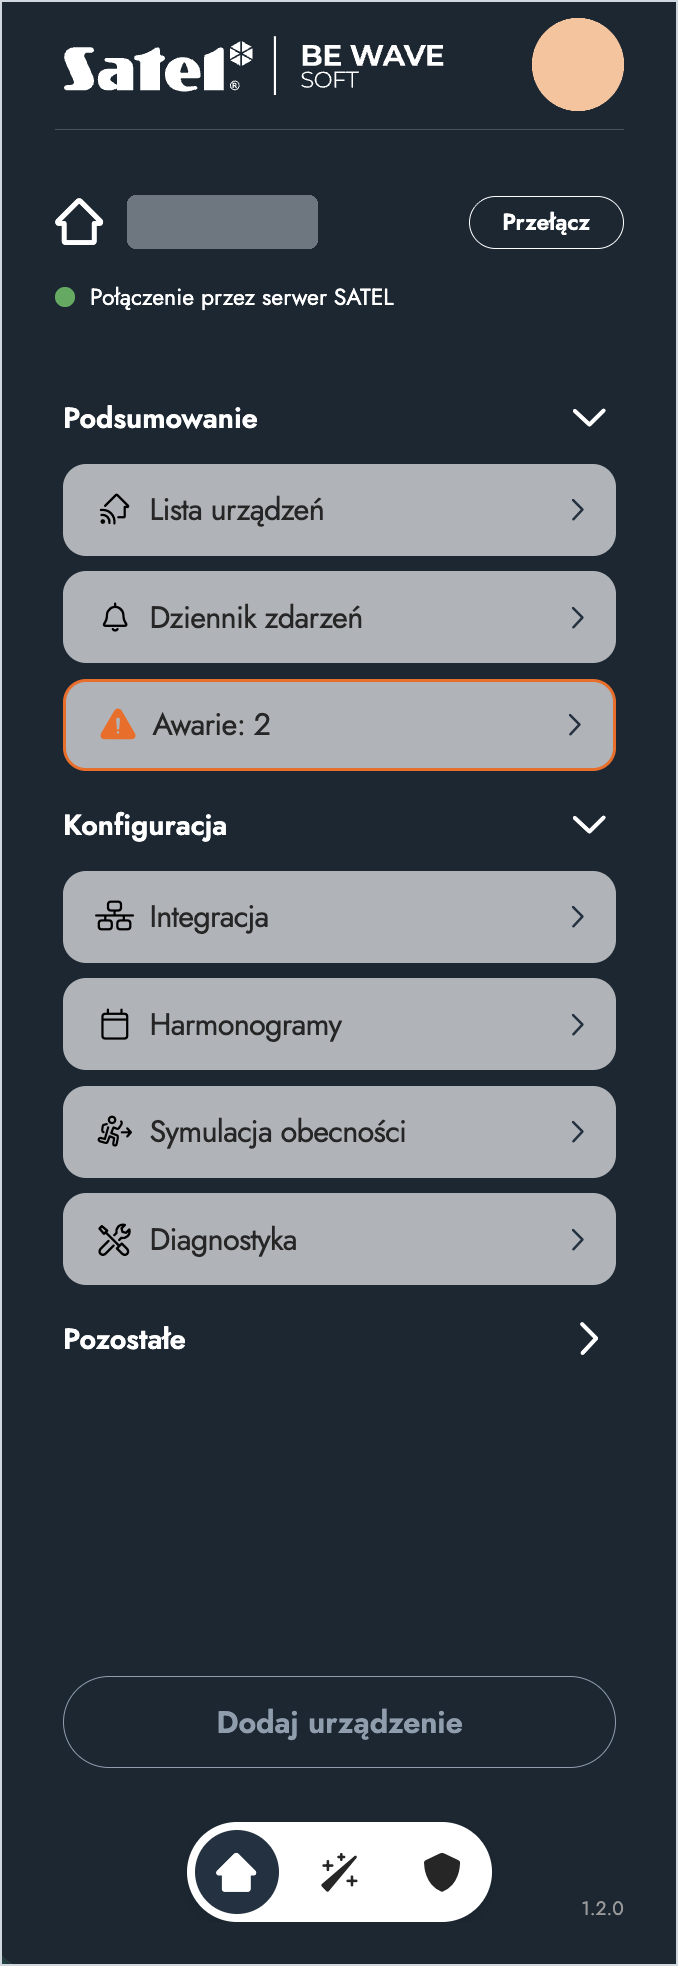 Satel®
BE WAVE
SOFT
Przełącz
Połączenie przez serwer SATEL
Podsumowanie
Lista urządzeń
Dziennik zdarzeń
Awarie: 2
Konfiguracja
Integracja
Harmonogramy
Symulacja obecności
Diagnostyka
Pozostałe
Dodaj urządzenie
1.2.0